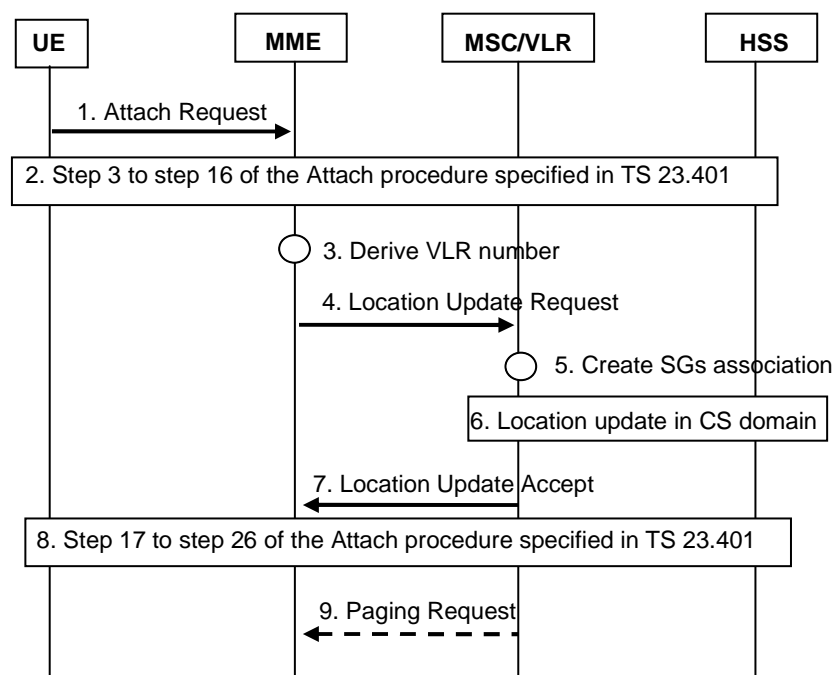 UE
MME
MSC/VLR
HSS
1. Attach Request
2. Step 3 to step 16 of the Attach procedure specified in TS 23.401
3. Derive VLR number
4. Location Update Request
5. Create SGs association
6. Location update in CS domain
7. Location Update Accept
8. Step 17 to step 26 of the Attach procedure specified in TS 23.401
9. Paging Request